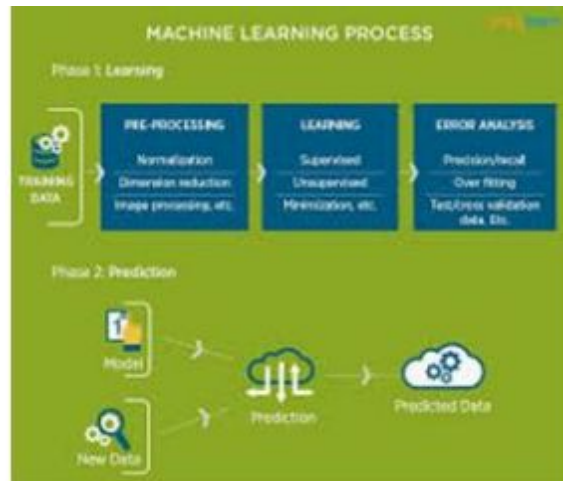 MACHINE LEARNING PROCESS
Phase 1: Learning
TRAINING
DATA
PRE-PROCESSING
Normalization
Dimension reduction
Image processing, etc.
LEARNING
Supervised
Unsupervised
Minimization, etc.
ERROR ANALYSIS
Precision/recall
Over fitting
Test/cross validation
data, Etc.
Phase 2: Prediction
Model
New Data
Prediction
Predicted Data